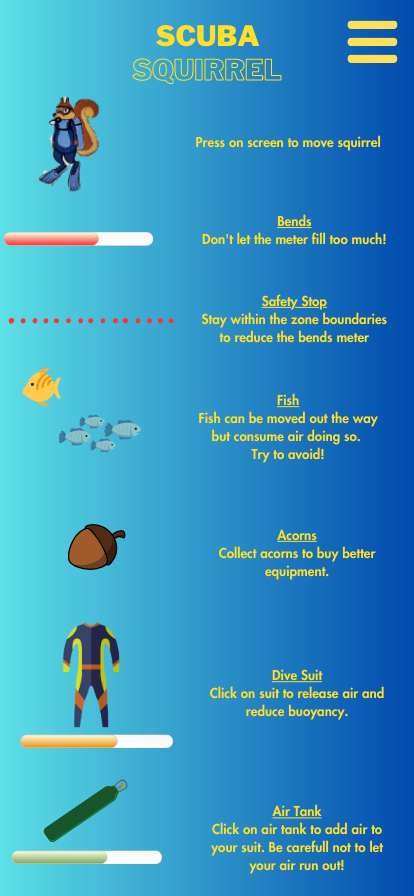 SCUBA
SQUIRREL
Press on screen to move squirrel
Bends
Don't let the meter fill too much!
Safety Stop
Stay within the zone boundaries
to reduce the bends meter
Fish
Fish can be moved out the way
but consume air doing so.
Try to avoid!
Acorns
Collect acorns to buy better
equipment.
Dive Suit
Click on suit to release air and
reduce buoyancy.
Air Tank
Click on air tank to add air to
your suit. Be carefull not to let
your air run out!